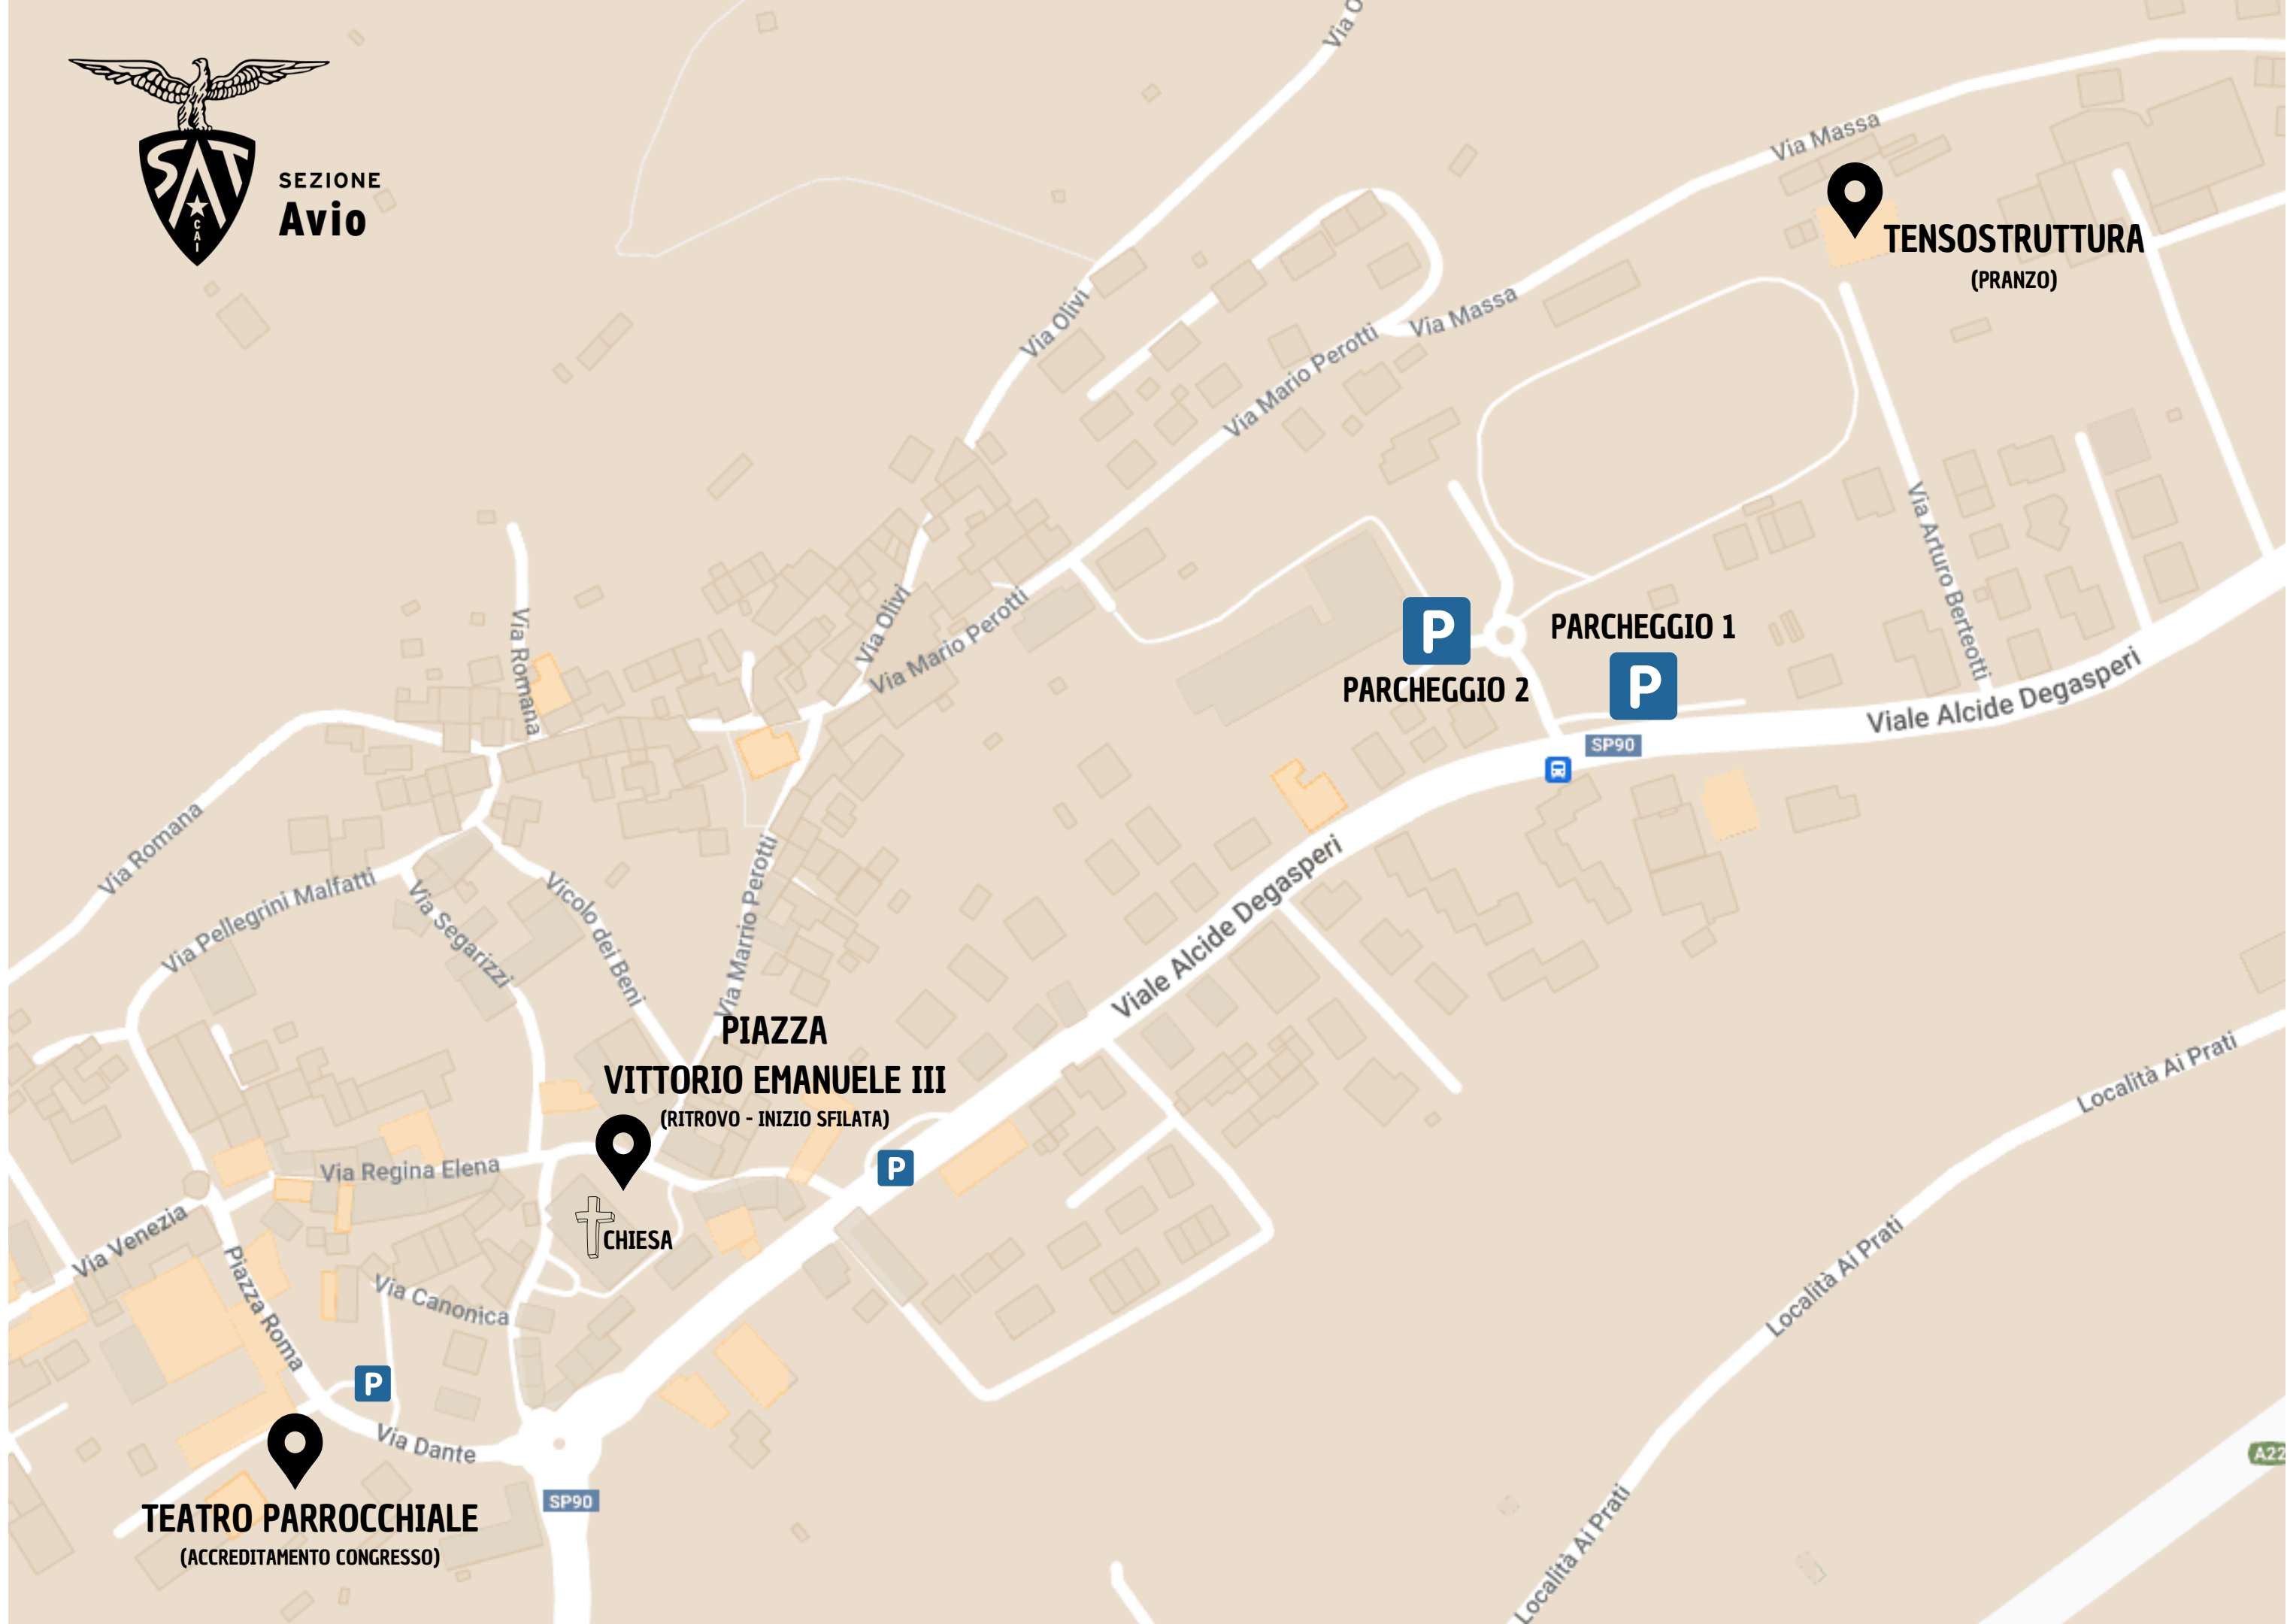 SAT
CAI
SEZIONE
Avio
Via O
Via Massa
TENSOSTRUTTURA
(PRANZO)
Via Olivi
Via Massa
Via Mario Perotti
Via Arturo Berteotti
Via Olivi
Via Mario Perotti
Via Romana
P
PARCHEGGIO 2
PARCHEGGIO 1
P
SP90
Viale Alcide Degasperi
Via Romana
Via Pellegrini Malfatti
Via Segarizzi
Vicolo dei Beni
Via Marrio Perotti
Viale Alcide Degasperi
PIAZZA
VITTORIO EMANUELE III
(RITROVO - INIZIO SFILATA)
P
Località Ai Prati
Via Regina Elena
CHIESA
Via Venezia
Piazza Roma
Via Canonica
Località Ai Prati
P
Via Dante
TEATRO PARROCCHIALE
(ACCREDITAMENTO CONGRESSO)
SP90
A22
Località Ai Prati